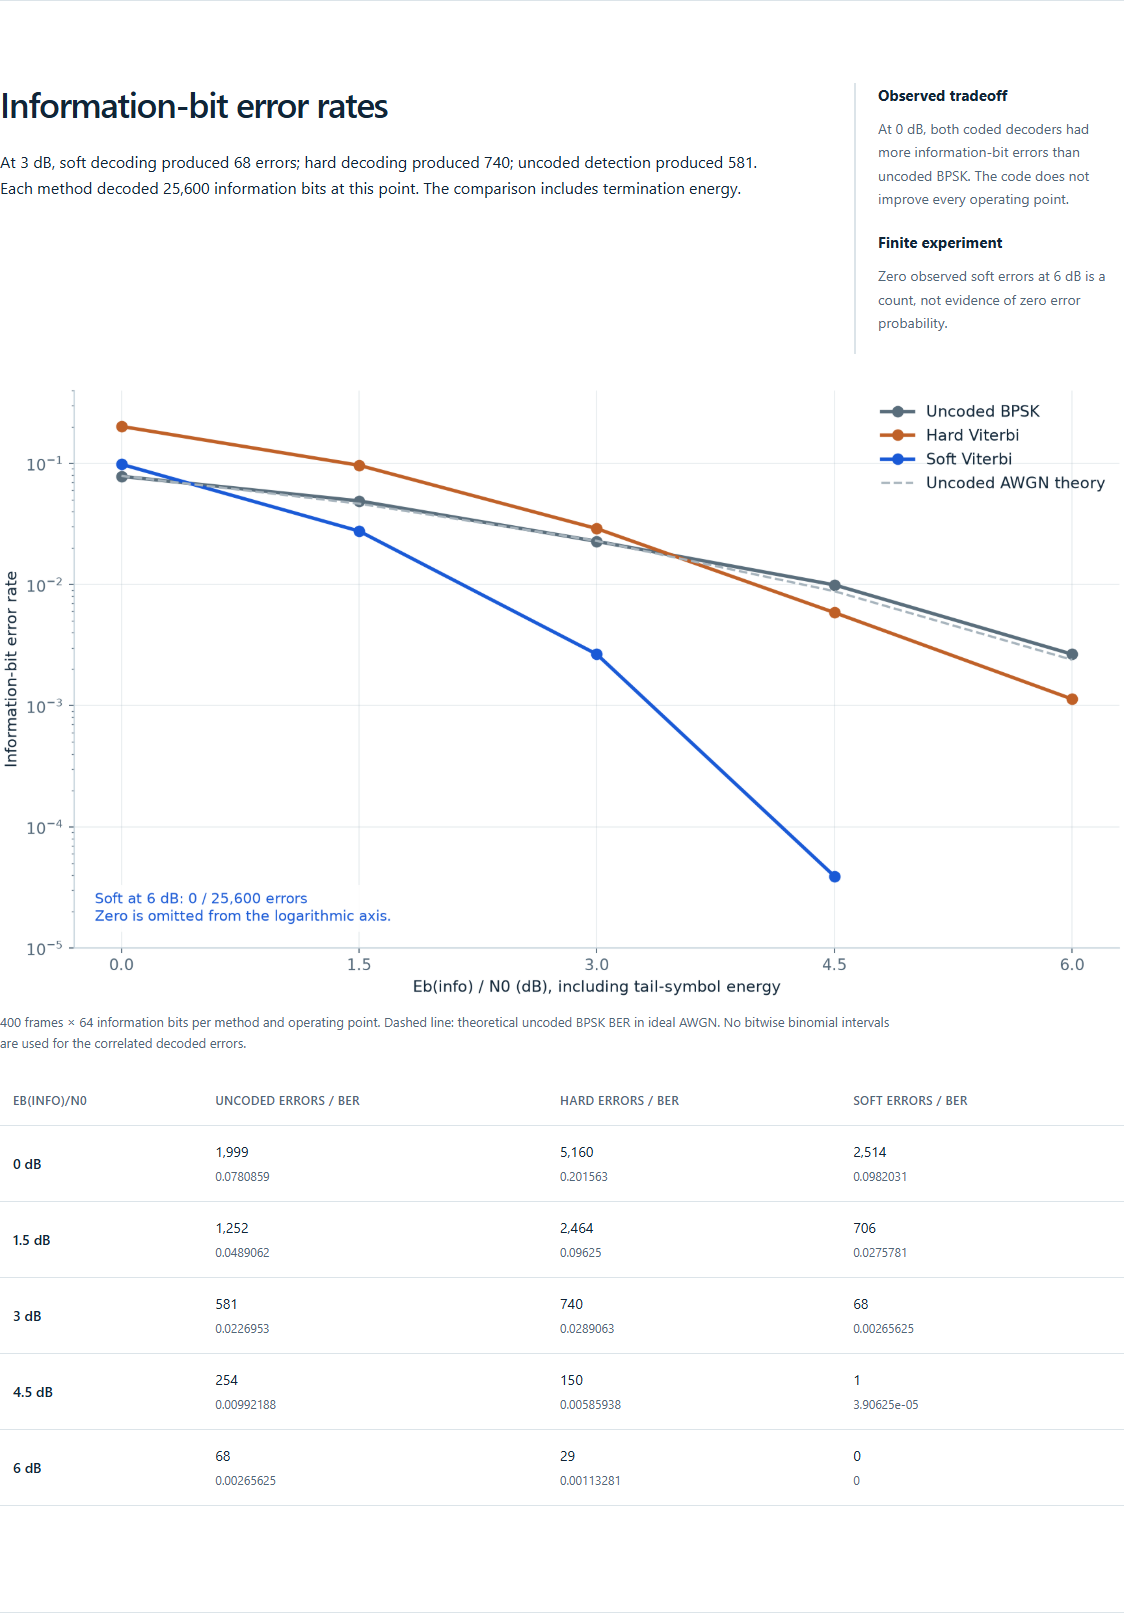 Information-bit error rates
At 3 dB, soft decoding produced 68 errors; hard decoding produced 740; uncoded detection produced 581.
Each method decoded 25,600 information bits at this point. The comparison includes termination energy.
Observed tradeoff
At 0 dB, both coded decoders had
more information-bit errors than
uncoded BPSK. The code does not
improve every operating point.
Finite experiment
Zero observed soft errors at 6 dB is a
count, not evidence of zero error
probability.
Uncoded BPSK
Hard Viterbi
Soft Viterbi
Uncoded AWGN theory
Information-bit error rate
10⁻¹
10⁻²
10⁻³
10⁻⁴
10⁻⁵
Soft at 6 dB: 0 / 25,600 errors
Zero is omitted from the logarithmic axis.
0.0 1.5 3.0 4.5 6.0
Eb(info) / N0 (dB), including tail-symbol energy
400 frames × 64 information bits per method and operating point. Dashed line: theoretical uncoded BPSK BER in ideal AWGN. No bitwise binomial intervals
are used for the correlated decoded errors.
EB(INFO)/N0 UNCODED ERRORS / BER HARD ERRORS / BER SOFT ERRORS / BER
0 dB
1,999 5,160 2,514
0.0780859 0.201563 0.0982031
1.5 dB
1,252 2,464 706
0.0489062 0.09625 0.0275781
3 dB
581 740 68
0.0226953 0.0289063 0.00265625
4.5 dB
254 150 1
0.00992188 0.00585938 3.90625e-05
6 dB
68 29 0
0.00265625 0.00113281 0